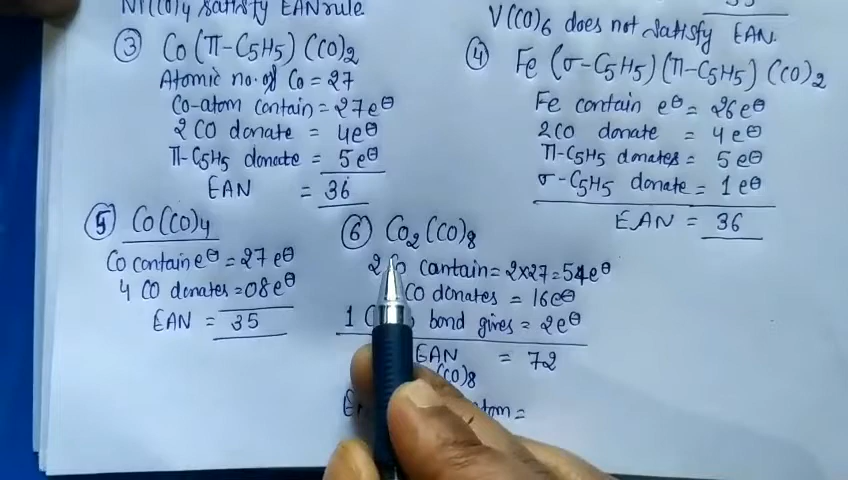 Ni(CO)4 satisfy EAN rule
V(CO)6 does not satisfy EAN.
③ Co(π-C5H5)(CO)2
Atomic no. of Co = 27
Co-atom contain = 27e⊖
2 CO donate = 4e⊖
π-C5H5 donate = 5e⊖
EAN = 36
④ Fe(σ-C5H5)(π-C5H5)(CO)2
Fe contain e⊖ = 26e⊖
2CO donate = 4e⊖
π-C5H5 donates = 5e⊖
σ-C5H5 donate = 1e⊖
EAN = 36
⑤ Co(CO)4
Co contain e⊖ = 27e⊖
4 CO donates = 08e⊖
EAN = 35
⑥ Co2(CO)8
2 Co contain = 2×27 = 54e⊖
CO donates = 16e⊖
1 bond gives = 2e⊖
EAN = 72
(CO)8